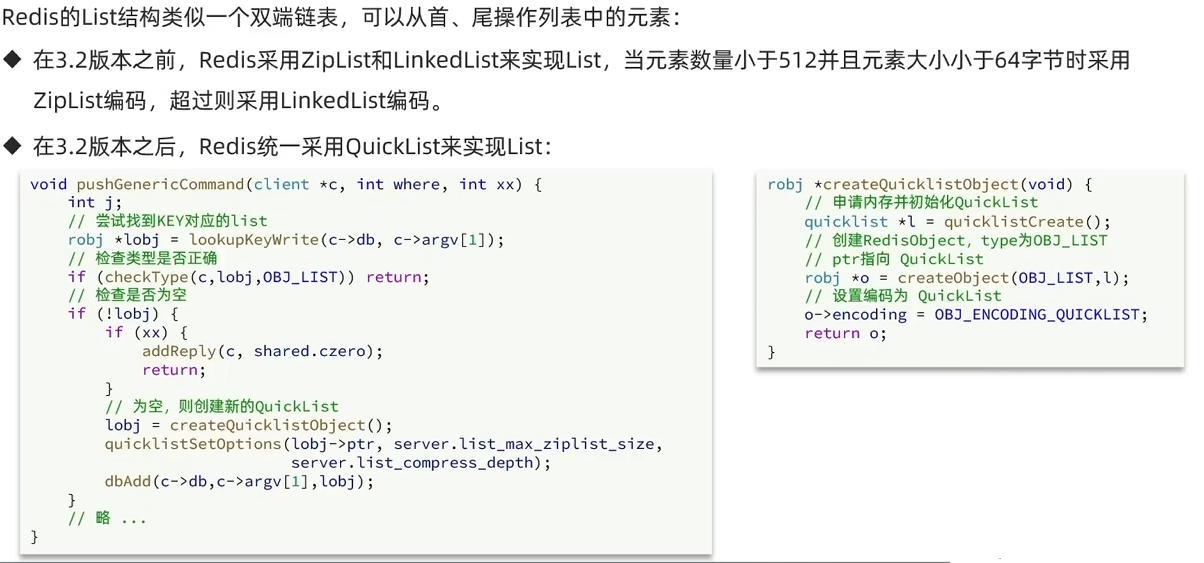 Redis的List结构类似一个双端链表，可以从首、尾操作列表中的元素：
◆ 在3.2版本之前，Redis采用ZipList和LinkedList来实现List，当元素数量小于512并且元素大小小于64字节时采用
ZipList编码，超过则采用LinkedList编码。
◆ 在3.2版本之后，Redis统一采用QuickList来实现List：
void pushGenericCommand(client *c, int where, int xx) {
    int j;
    // 尝试找到KEY对应的list
    robj *lobj = lookupKeyWrite(c->db, c->argv[1]);
    // 检查类型是否正确
    if (checkType(c,lobj,OBJ_LIST)) return;
    // 检查是否为空
    if (!lobj) {
        if (xx) {
            addReply(c, shared.czero);
            return;
        }
        // 为空，则创建新的QuickList
        lobj = createQuicklistObject();
        quicklistSetOptions(lobj->ptr, server.list_max_ziplist_size,
                            server.list_compress_depth);
        dbAdd(c->db,c->argv[1],lobj);
    }
    // 略 ...
}
robj *createQuicklistObject(void) {
    // 申请内存并初始化QuickList
    quicklist *l = quicklistCreate();
    // 创建RedisObject，type为OBJ_LIST
    // ptr指向 QuickList
    robj *o = createObject(OBJ_LIST,l);
    // 设置编码为 QuickList
    o->encoding = OBJ_ENCODING_QUICKLIST;
    return o;
}